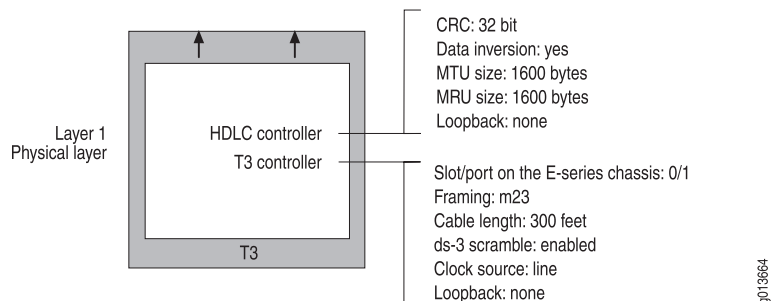 CRC: 32 bit
Data inversion: yes
MTU size: 1600 bytes
MRU size: 1600 bytes
Loopback: none
Layer 1
Physical layer
HDLC controller
T3 controller
Slot/port on the E-series chassis: 0/1
Framing: m23
Cable length: 300 feet
ds-3 scramble: enabled
Clock source: line
Loopback: none
T3
g013664